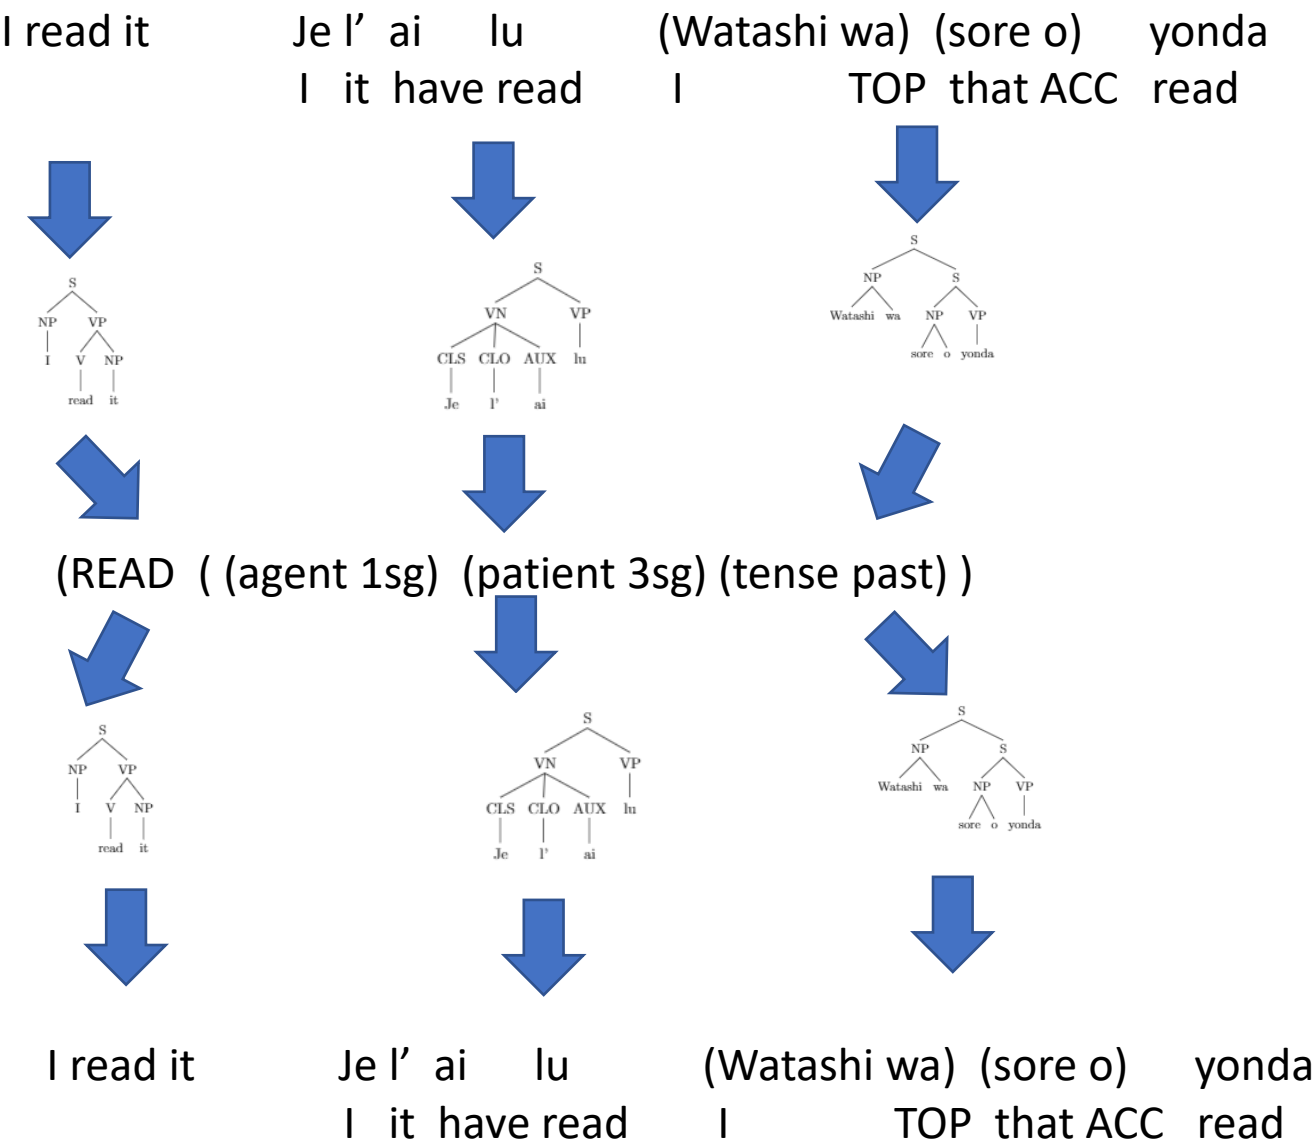 I read it Je l’ ai lu (Watashi wa) (sore o) yonda
I it have read I TOP that ACC read
S
NP VP
I V NP
read it
S
VN VP
CLS CLO AUX lu
Je l’ ai
S
NP S
Watashi wa NP VP
sore o yonda
(READ ( (agent 1sg) (patient 3sg) (tense past) )
S
NP VP
I V NP
read it
S
VN VP
CLS CLO AUX lu
Je l’ ai
S
NP S
Watashi wa NP VP
sore o yonda
I read it Je l’ ai lu (Watashi wa) (sore o) yonda
I it have read I TOP that ACC read